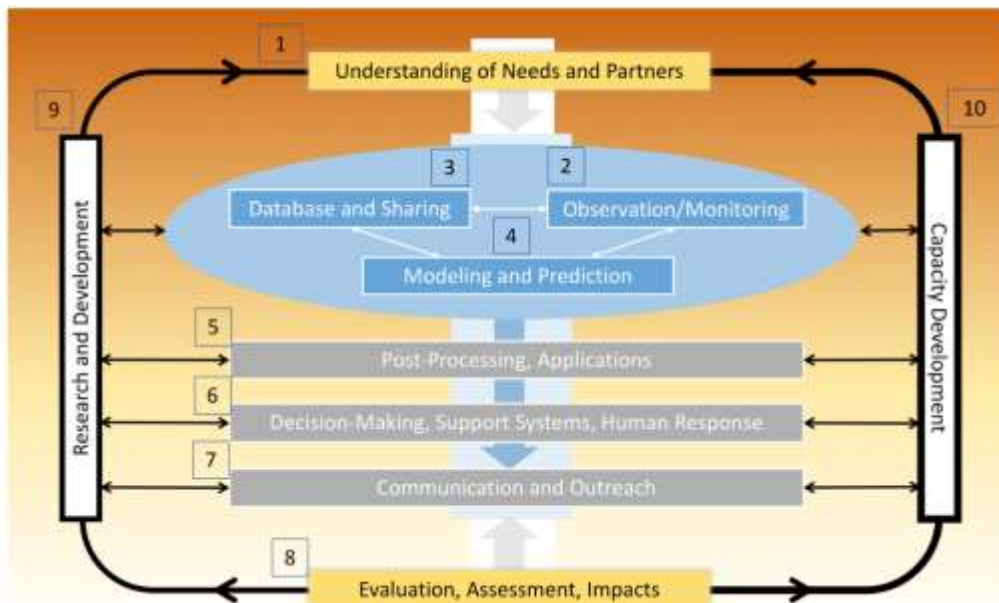 1
Understanding of Needs and Partners
9
10
3
2
Database and Sharing
Observation/Monitoring
4
Modeling and Prediction
Research and Development
Capacity Development
5
Post-Processing, Applications
6
Decision-Making, Support Systems, Human Response
7
Communication and Outreach
8
Evaluation, Assessment, Impacts